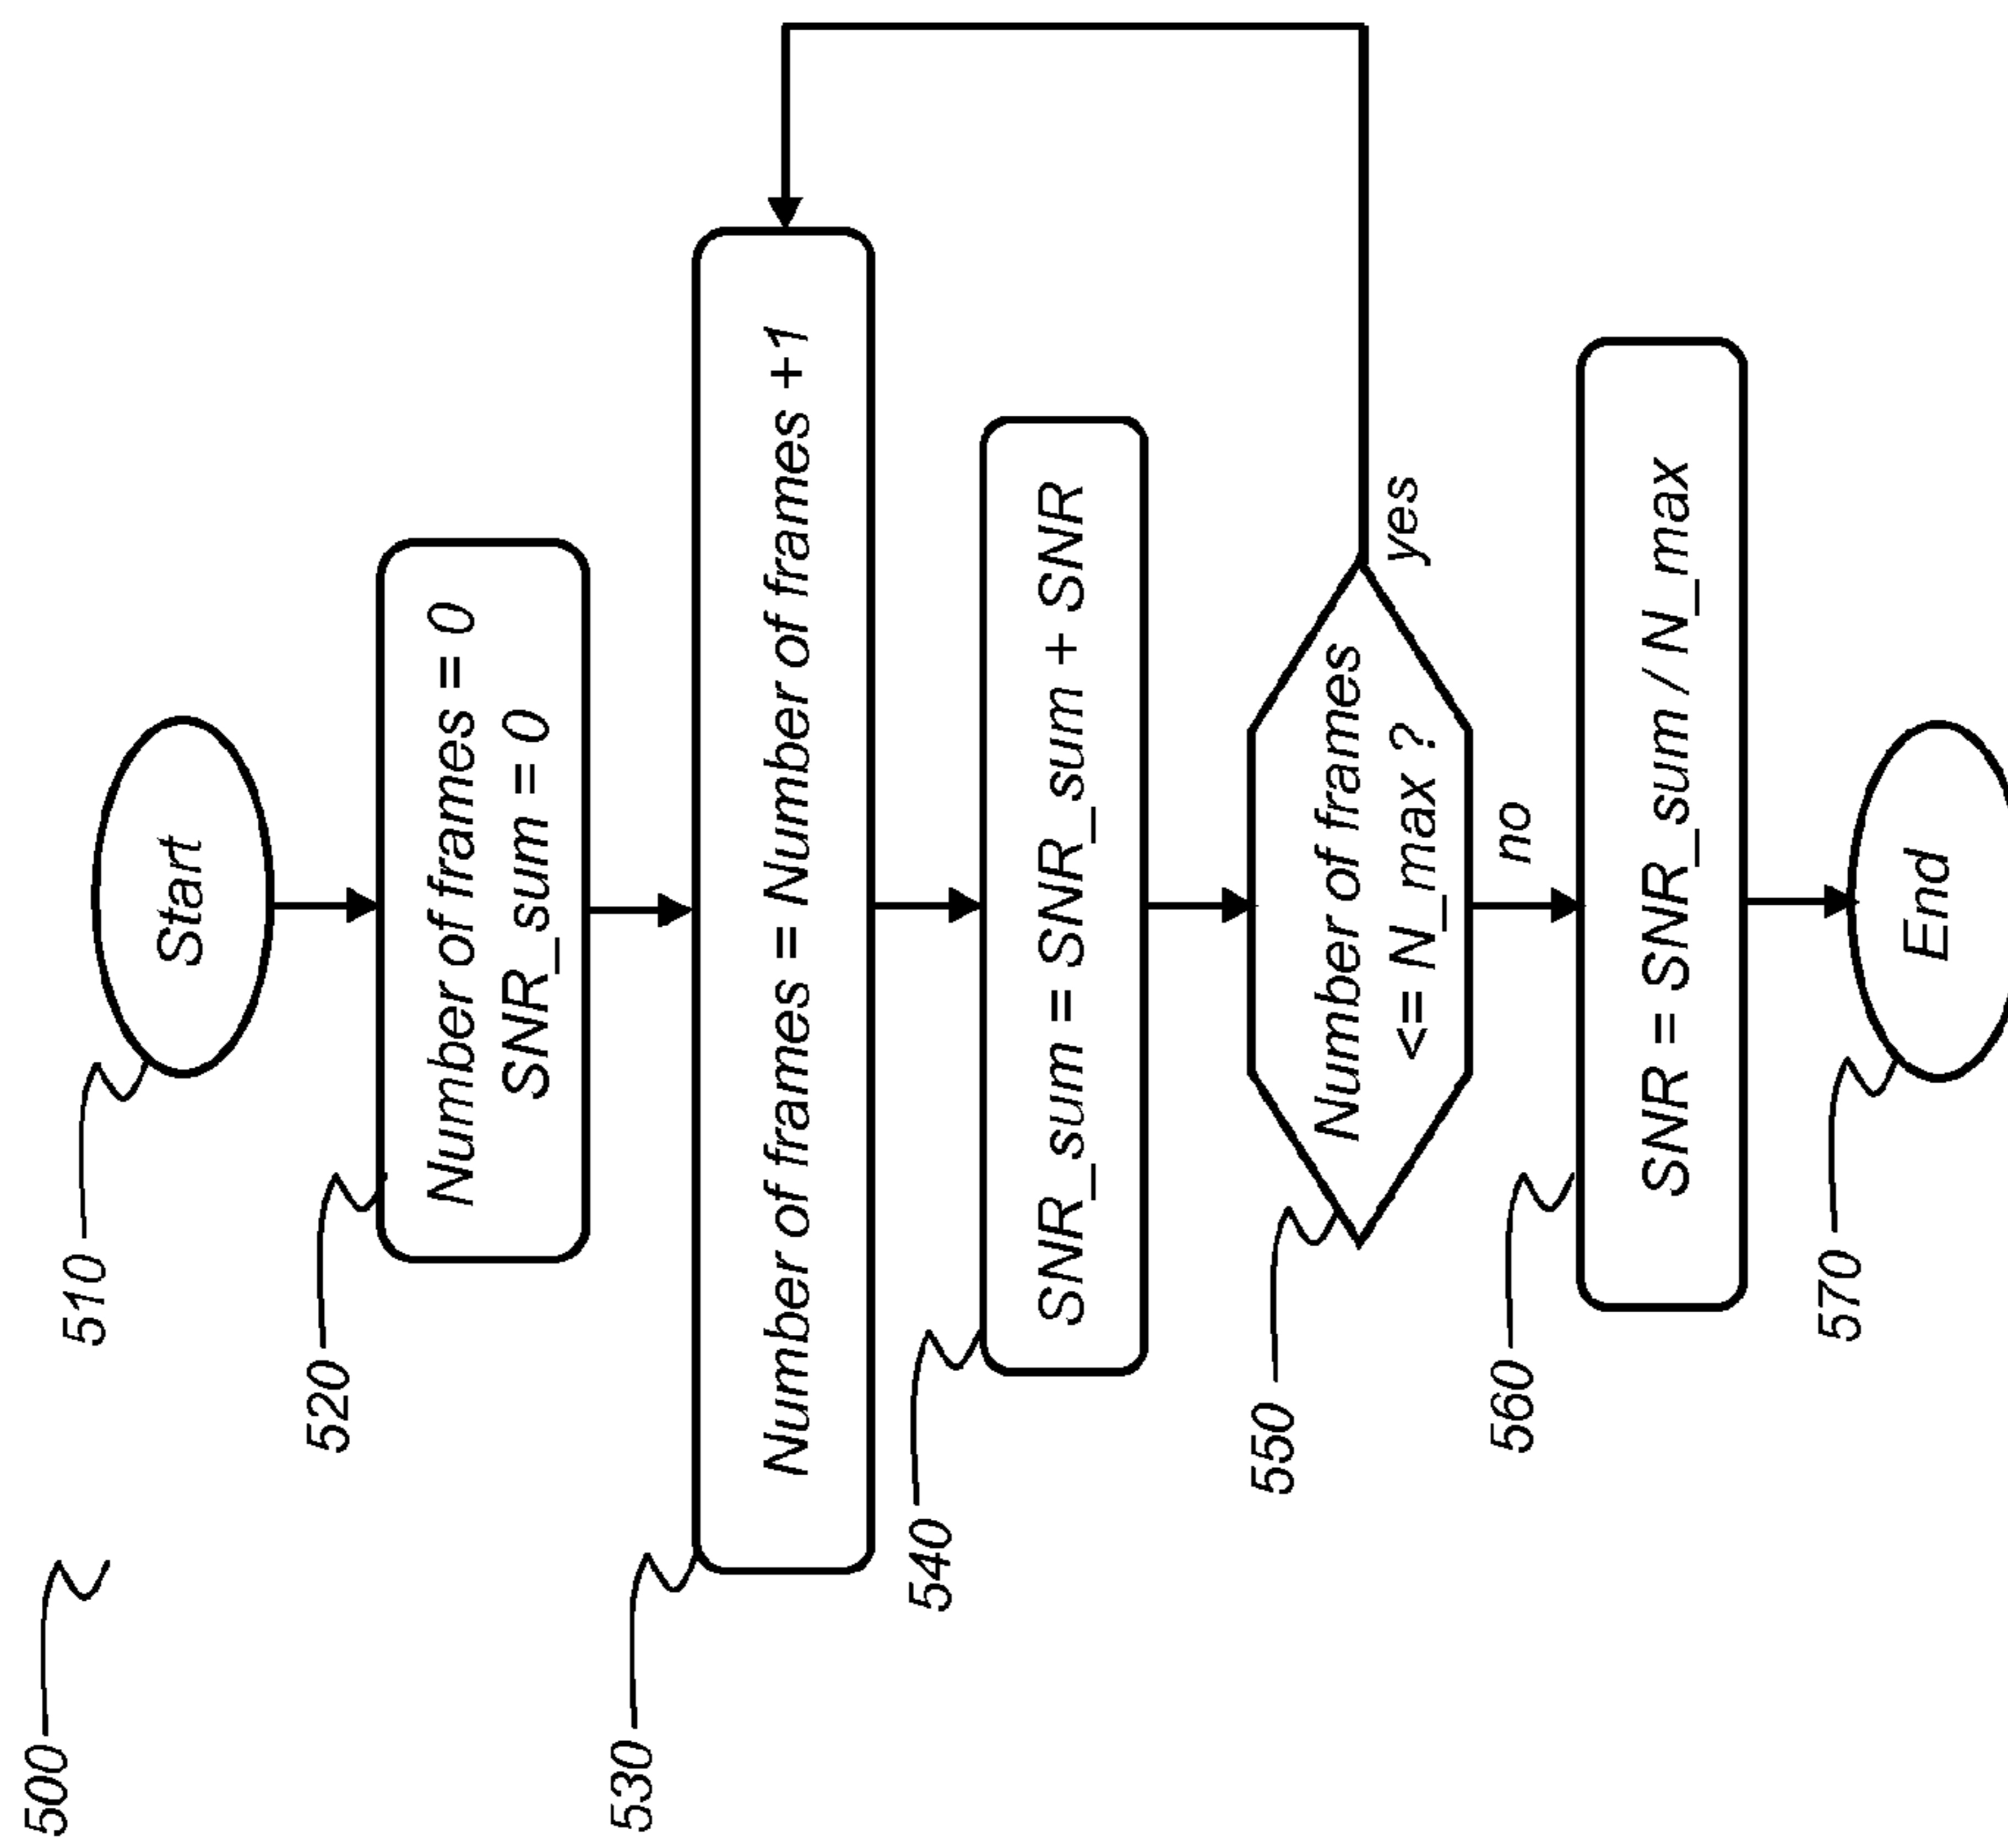 500
510
Start
520
Number of frames = 0
SNR_sum = 0
530
Number of frames = Number of frames +1
540
SNR_sum = SNR_sum + SNR
550
Number of frames
<= N_max ?
yes
no
560
SNR = SNR_sum / N_max
570
End